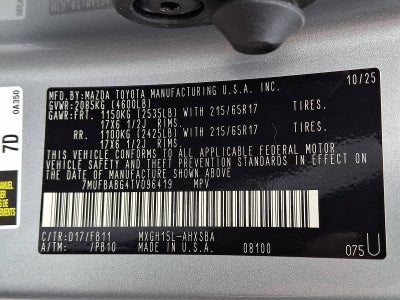 MFD.BY: MAZDA TOYOTA MANUFACTURING U.S.A. INC.
10/25
GVWR: 2085KG (4600LB)
GAWR:FRT. 1150KG (2535LB) WITH 215/65R17 TIRES.
17X6 1/2J RIMS.
RR. 1100KG (2425LB) WITH 215/65R17 TIRES.
17X6 1/2J RIMS.
THIS VEHICLE CONFORMS TO ALL APPLICABLE FEDERAL MOTOR
VEHICLE SAFETY AND THEFT PREVENTION STANDARDS IN EFFECT ON
THE DATE OF MANUFACTURE SHOWN ABOVE.
7MUFBABG4TV096419 MPV
C/TR:D17/FB11 MXGH15L-AHXSBA
A/TM: /PB10 MADE IN U.S.A. 08100 075 U
0A350
7D